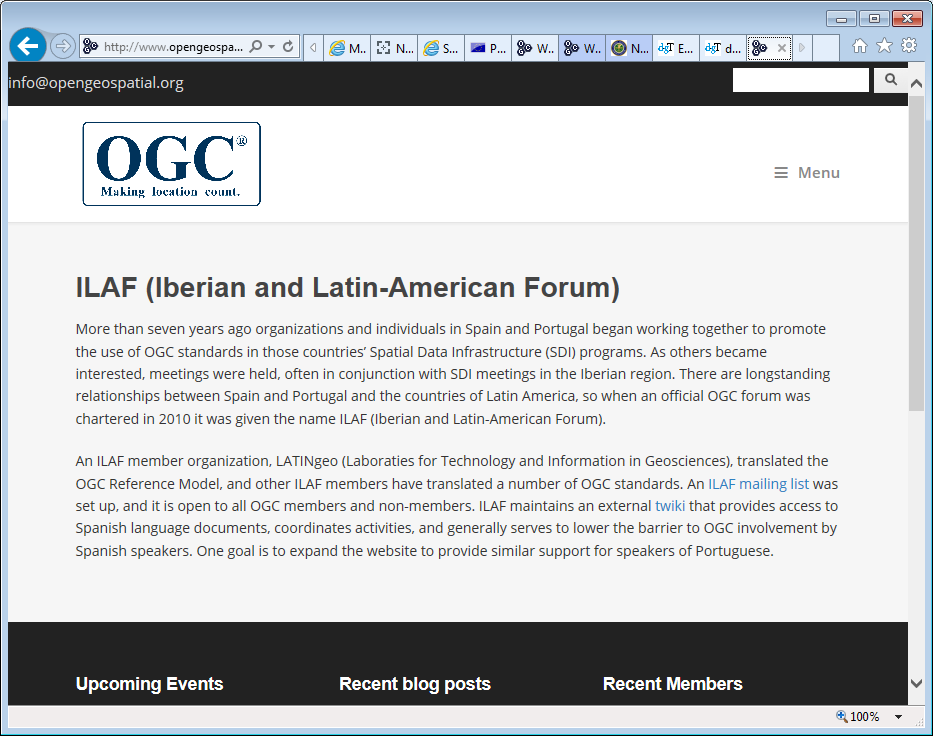 http://www.opengeospa...
M..
N...
S...
P...
W..
W..
N...
E...
d...
info@opengeospatial.org
OGC®
Making location count.
Menu
ILAF (Iberian and Latin-American Forum)
More than seven years ago organizations and individuals in Spain and Portugal began working together to promote
the use of OGC standards in those countries’ Spatial Data Infrastructure (SDI) programs. As others became
interested, meetings were held, often in conjunction with SDI meetings in the Iberian region. There are longstanding
relationships between Spain and Portugal and the countries of Latin America, so when an official OGC forum was
chartered in 2010 it was given the name ILAF (Iberian and Latin-American Forum).
An ILAF member organization, LATINgeo (Laboraties for Technology and Information in Geosciences), translated the
OGC Reference Model, and other ILAF members have translated a number of OGC standards. An ILAF mailing list was
set up, and it is open to all OGC members and non-members. ILAF maintains an external twiki that provides access to
Spanish language documents, coordinates activities, and generally serves to lower the barrier to OGC involvement by
Spanish speakers. One goal is to expand the website to provide similar support for speakers of Portuguese.
Upcoming Events
Recent blog posts
Recent Members
100%